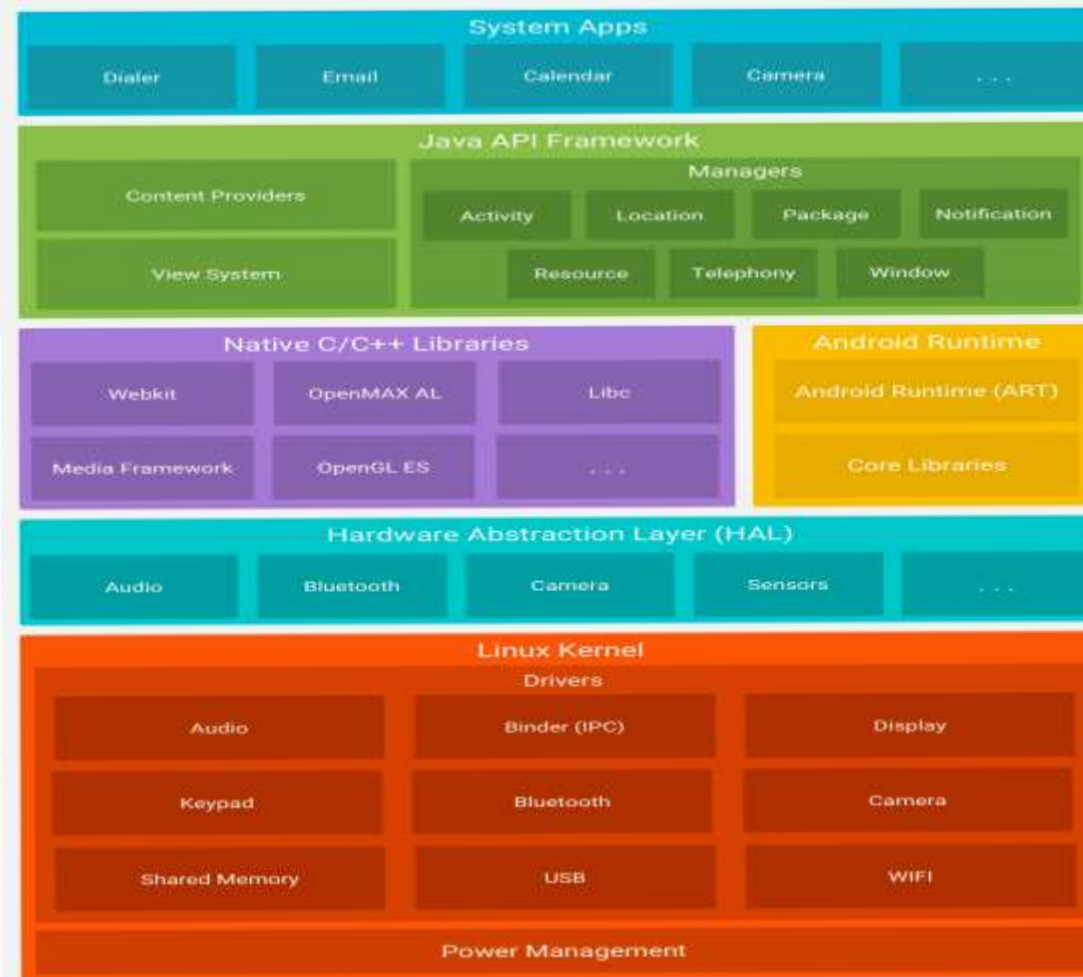 System Apps
Dialer Email Calendar Camera ...
Java API Framework
Content Providers
View System
Managers
Activity Location Package Notification
Resource Telephony Window
Native C/C++ Libraries
Webkit OpenMAX AL Libc
Media Framework OpenGL ES ...
Android Runtime
Android Runtime (ART)
Core Libraries
Hardware Abstraction Layer (HAL)
Audio Bluetooth Camera Sensors ...
Linux Kernel
Drivers
Audio Binder (IPC) Display
Keypad Bluetooth Camera
Shared Memory USB WIFI
Power Management